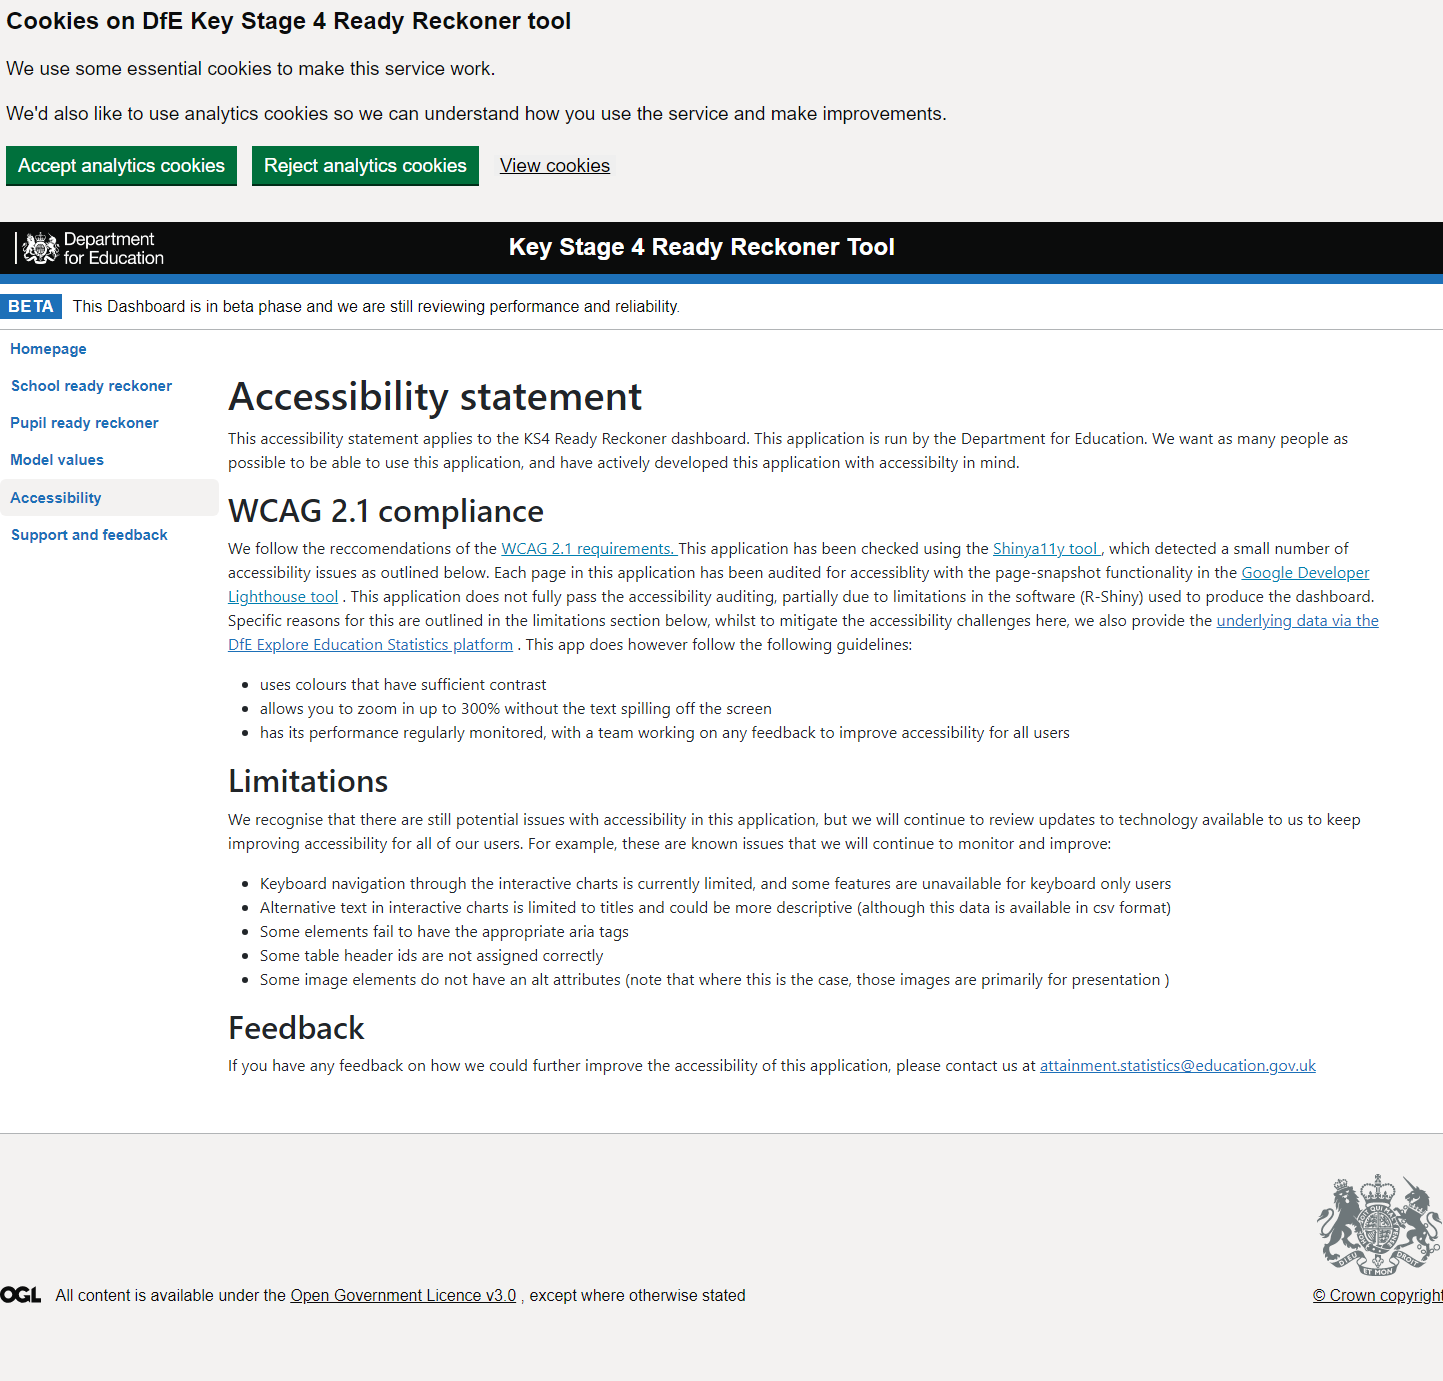 Cookies on DfE Key Stage 4 Ready Reckoner tool
We use some essential cookies to make this service work.
We'd also like to use analytics cookies so we can understand how you use the service and make improvements.
Accept analytics cookies Reject analytics cookies View cookies
Department
for Education
Key Stage 4 Ready Reckoner Tool
BETA This Dashboard is in beta phase and we are still reviewing performance and reliability.
Homepage
School ready reckoner
Pupil ready reckoner
Model values
Accessibility
Support and feedback
Accessibility statement
This accessibility statement applies to the KS4 Ready Reckoner dashboard. This application is run by the Department for Education. We want as many people as
possible to be able to use this application, and have actively developed this application with accessibilty in mind.
WCAG 2.1 compliance
We follow the reccomendations of the WCAG 2.1 requirements. This application has been checked using the Shinya11y tool , which detected a small number of
accessibility issues as outlined below. Each page in this application has been audited for accessiblity with the page-snapshot functionality in the Google Developer
Lighthouse tool . This application does not fully pass the accessibility auditing, partially due to limitations in the software (R-Shiny) used to produce the dashboard.
Specific reasons for this are outlined in the limitations section below, whilst to mitigate the accessibility challenges here, we also provide the underlying data via the
DfE Explore Education Statistics platform . This app does however follow the following guidelines:
• uses colours that have sufficient contrast
• allows you to zoom in up to 300% without the text spilling off the screen
• has its performance regularly monitored, with a team working on any feedback to improve accessibility for all users
Limitations
We recognise that there are still potential issues with accessibility in this application, but we will continue to review updates to technology available to us to keep
improving accessibility for all of our users. For example, these are known issues that we will continue to monitor and improve:
• Keyboard navigation through the interactive charts is currently limited, and some features are unavailable for keyboard only users
• Alternative text in interactive charts is limited to titles and could be more descriptive (although this data is available in csv format)
• Some elements fail to have the appropriate aria tags
• Some table header ids are not assigned correctly
• Some image elements do not have an alt attributes (note that where this is the case, those images are primarily for presentation )
Feedback
If you have any feedback on how we could further improve the accessibility of this application, please contact us at attainment.statistics@education.gov.uk
DIEU ET MON DROIT
OGL All content is available under the Open Government Licence v3.0 , except where otherwise stated
© Crown copyright